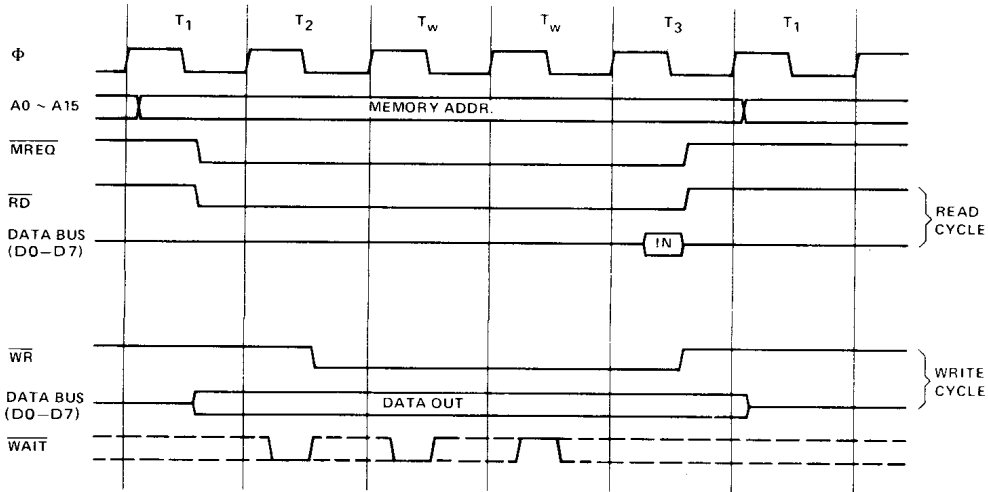 T1 T2 Tw Tw T3 T1
Φ
A0 ~ A15 MEMORY ADDR.
MREQ
RD
DATA BUS
(D0–D7)
IN
READ
CYCLE
WR
DATA BUS
(D0–D7)
DATA OUT
WRITE
CYCLE
WAIT